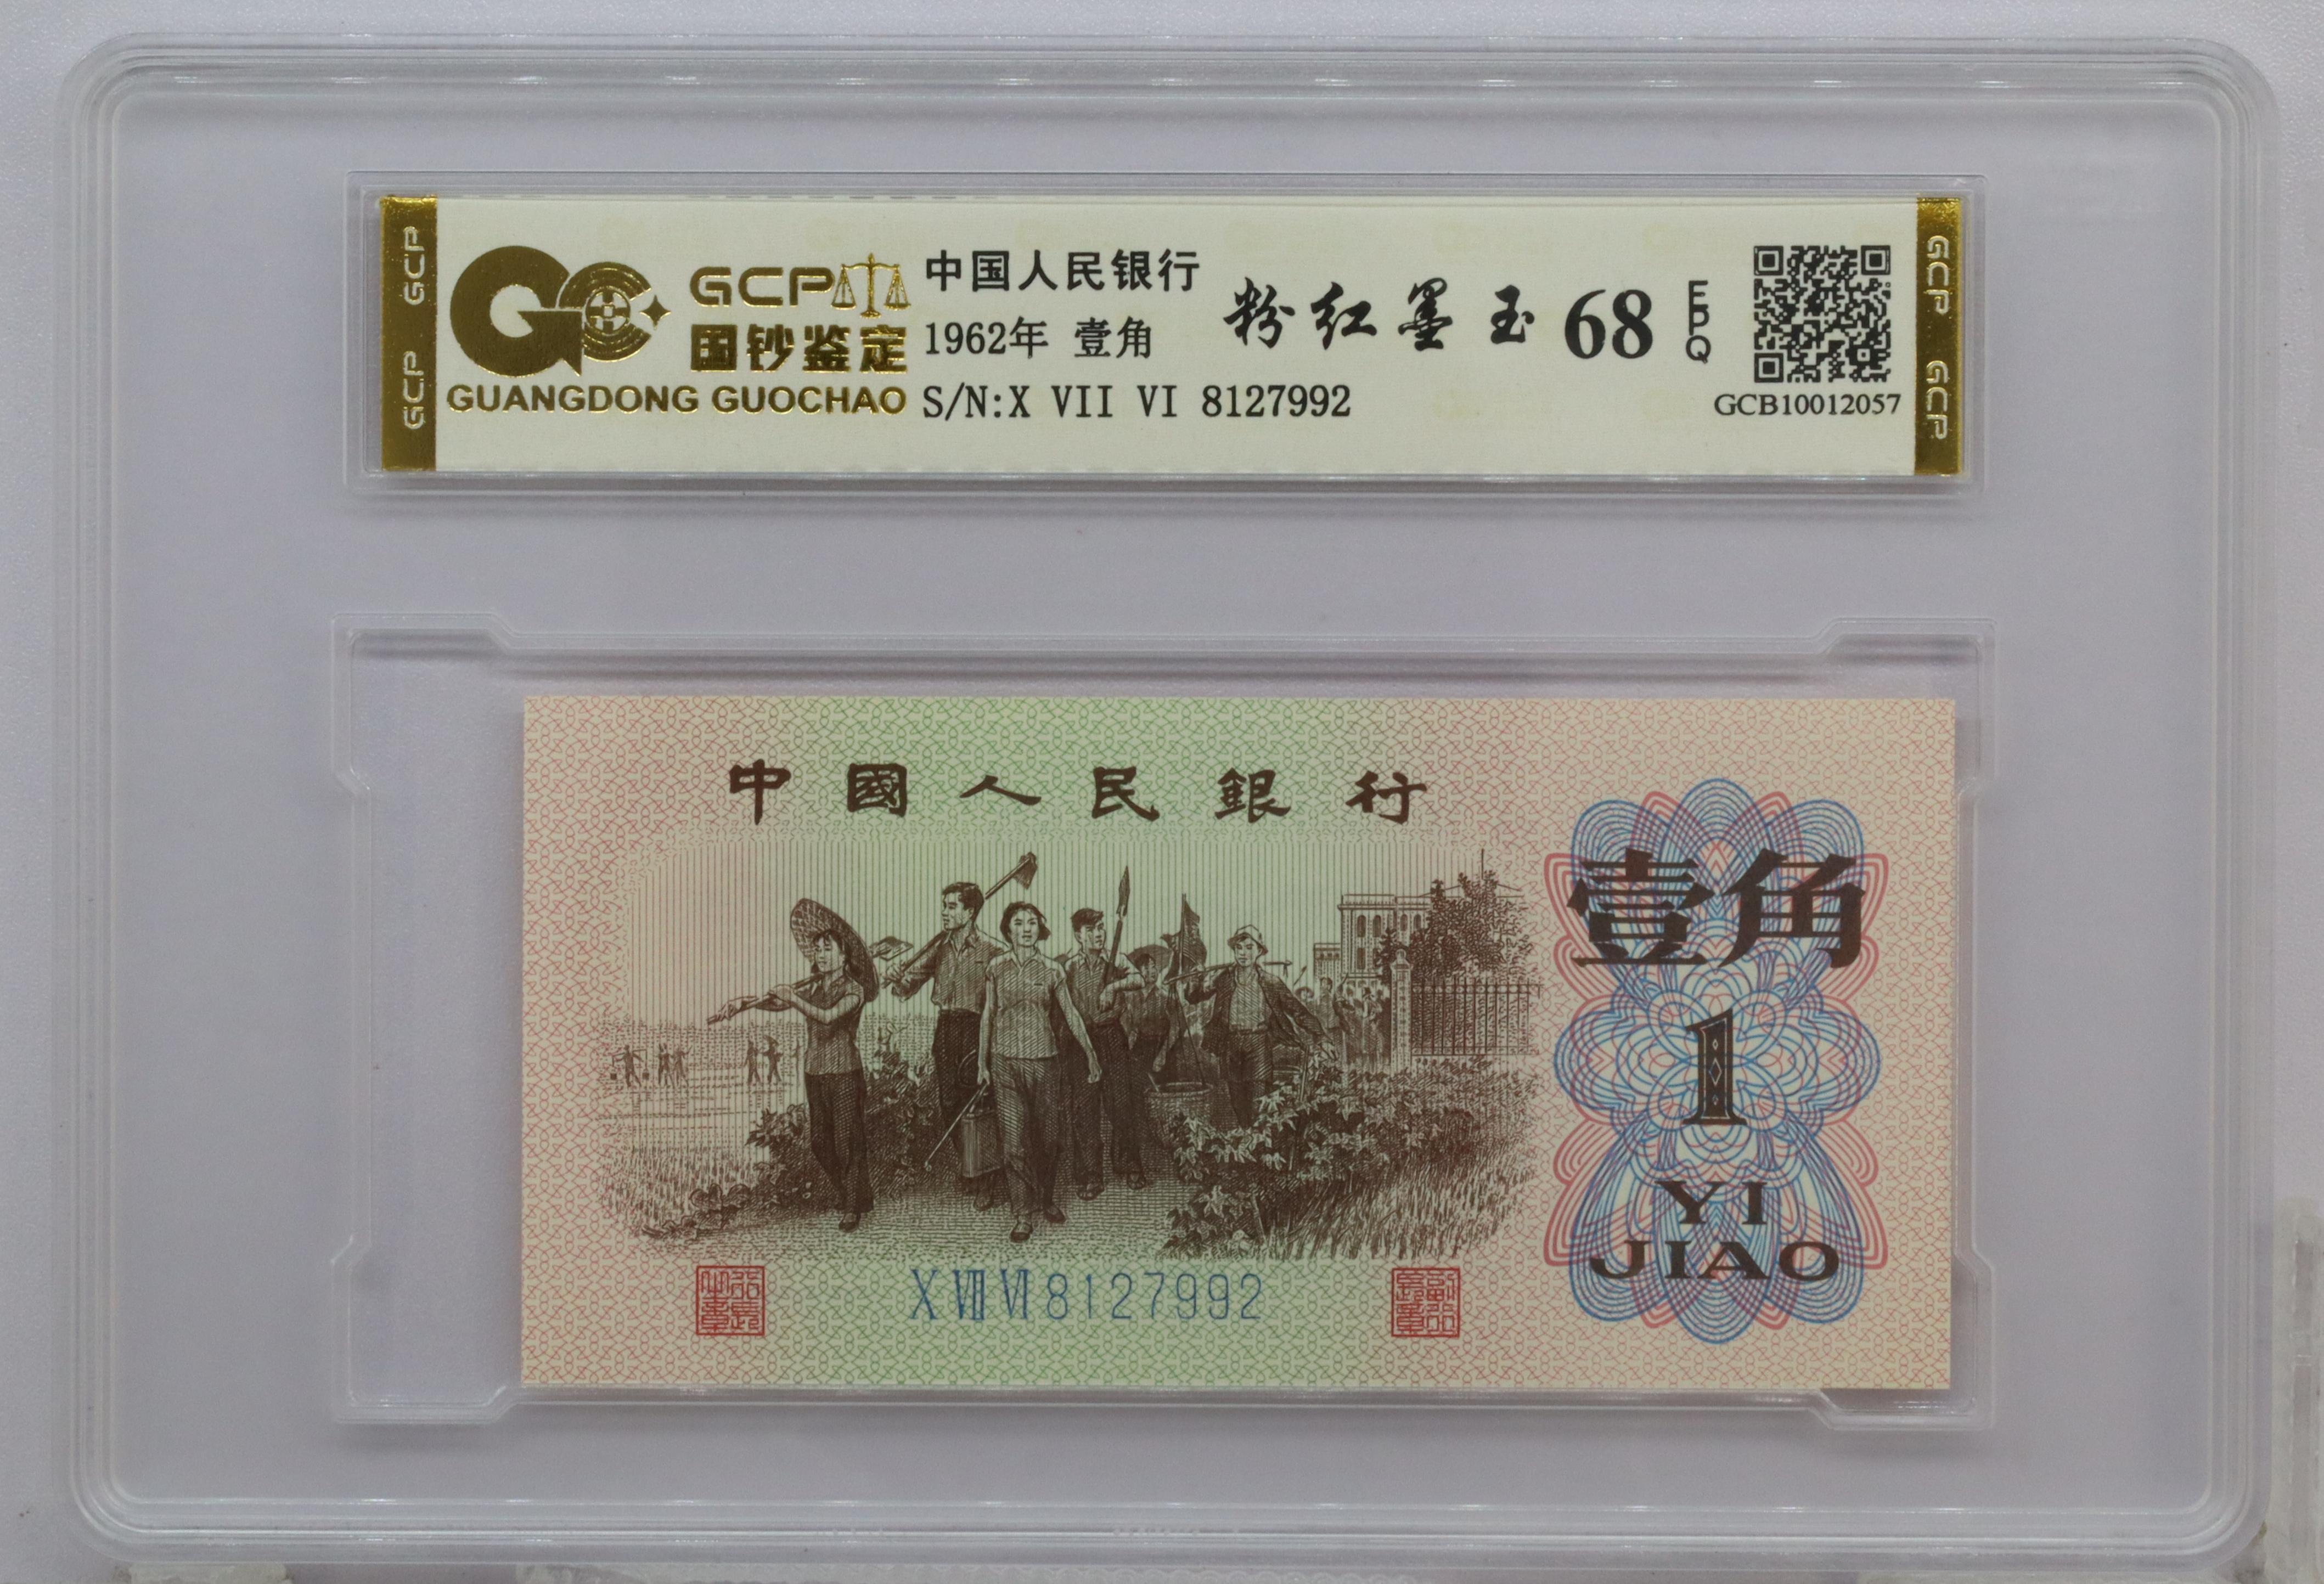 GCP
国钞鉴定
GUANGDONG GUOCHAO
中国人民银行
1962年 壹角
S/N:X VII VI 8127992
粉红墨玉 68 EPQ
GCB10012057
GCP GCP
GCP GCP
中國人民銀行
壹角
1
YI
JIAO
X VII VI 8127992